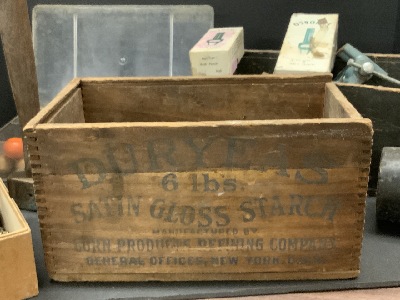 DURYEAS'
6 lbs.
SATIN GLOSS STARCH
MANUFACTURED BY
CORN PRODUCTS REFINING COMPANY
GENERAL OFFICES, NEW YORK,